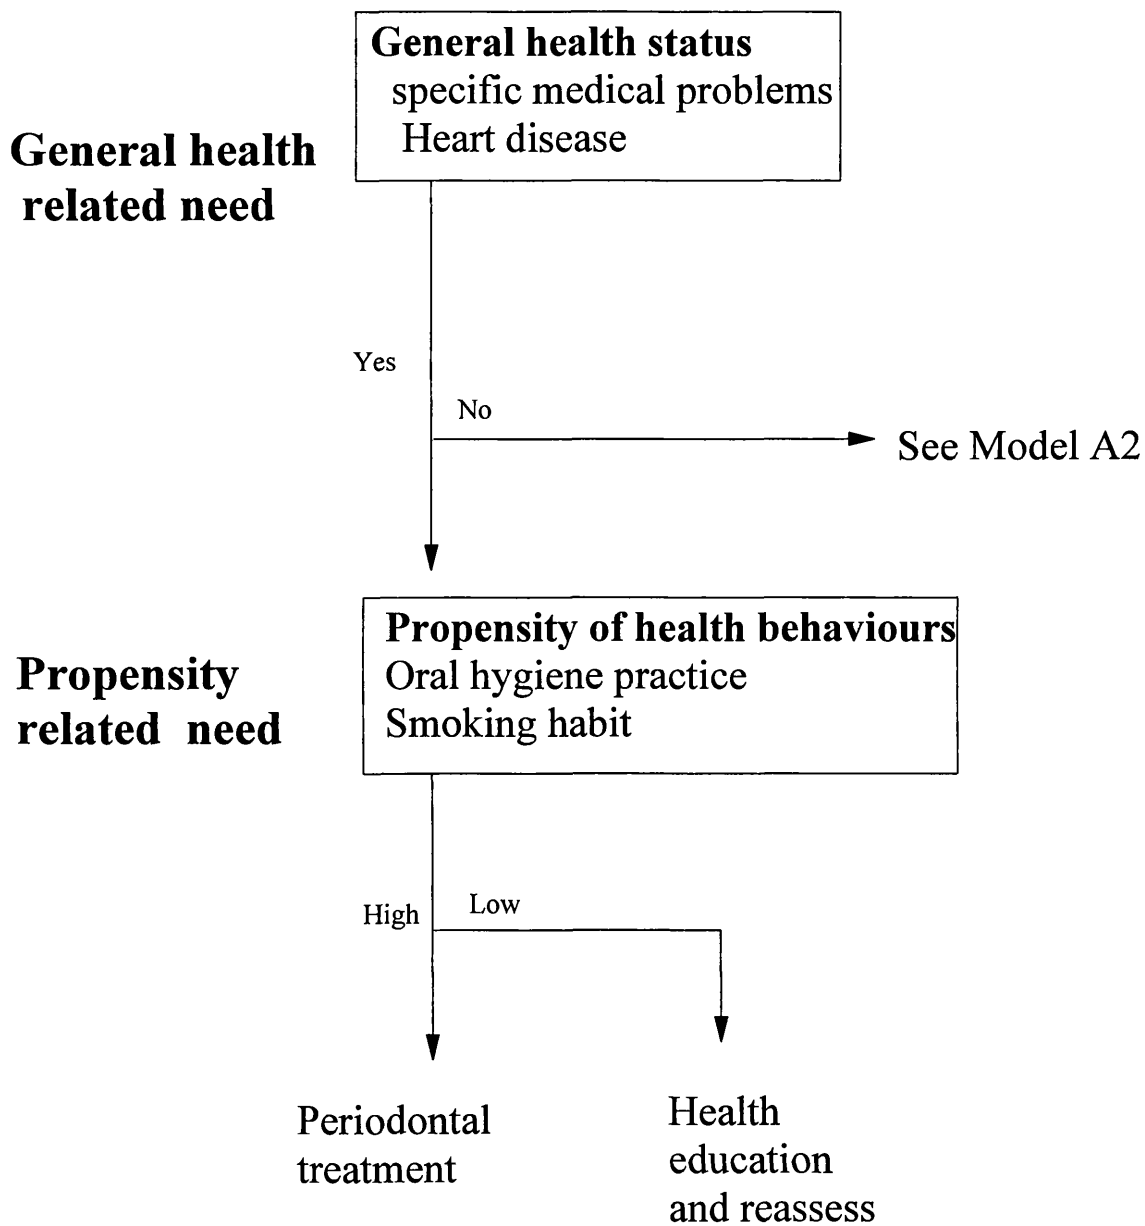 General health status
specific medical problems
Heart disease
General health
related need
Yes
No
See Model A2
Propensity of health behaviours
Oral hygiene practice
Smoking habit
Propensity
related need
High
Low
Periodontal
treatment
Health
education
and reassess